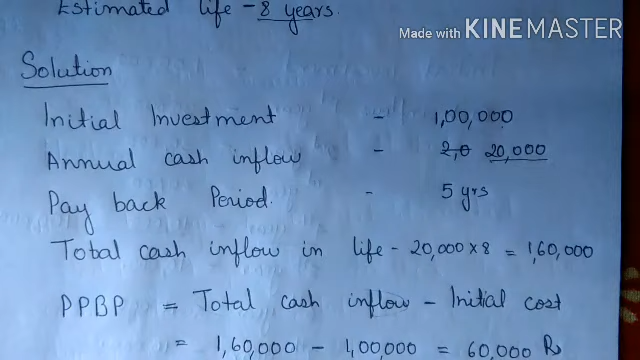 Estimated life - 8 years.
Made with KINEMASTER
Solution
Initial Investment - 1,00,000
Annual cash inflow - 2,0 20,000
Pay back Period. - 5 yrs
Total cash inflow in life - 20,000 x 8 = 1,60,000
PPBP = Total cash inflow - Initial cost
= 1,60,000 - 1,00,000 = 60,000 Rs